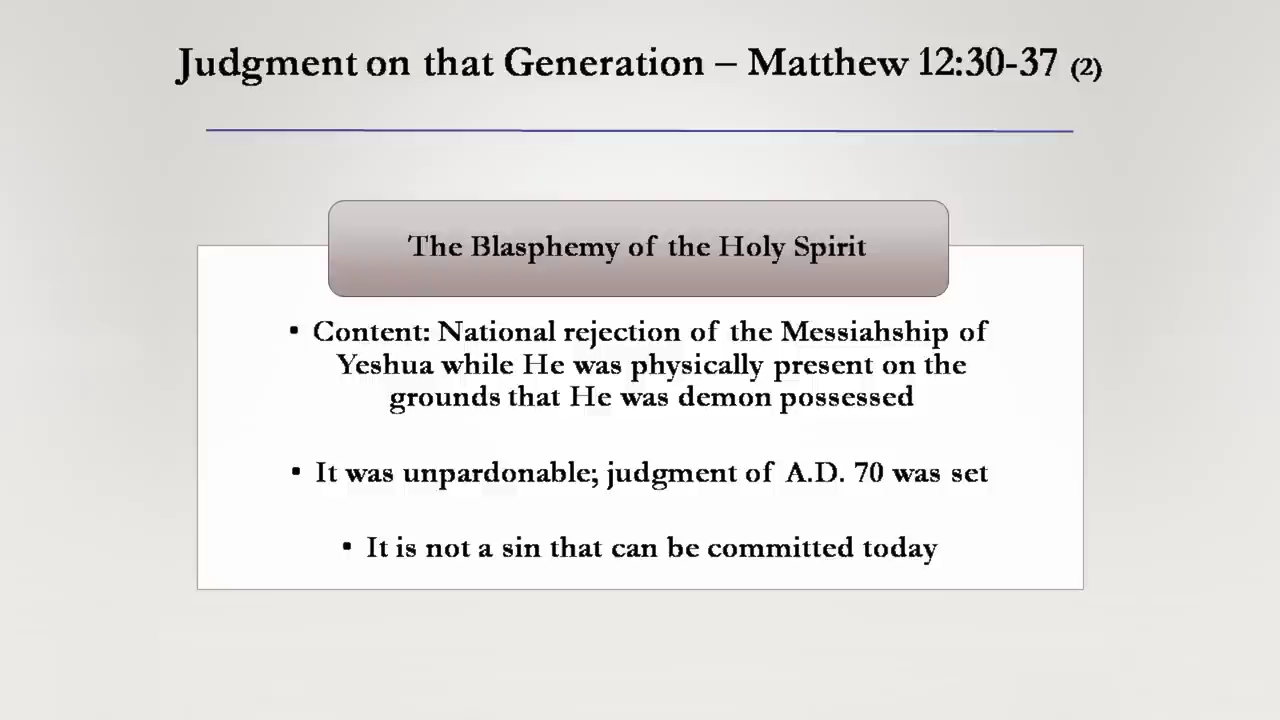 Judgment on that Generation – Matthew 12:30-37 (2)
The Blasphemy of the Holy Spirit
• Content: National rejection of the Messiahship of
Yeshua while He was physically present on the
grounds that He was demon possessed
• It was unpardonable; judgment of A.D. 70 was set
• It is not a sin that can be committed today